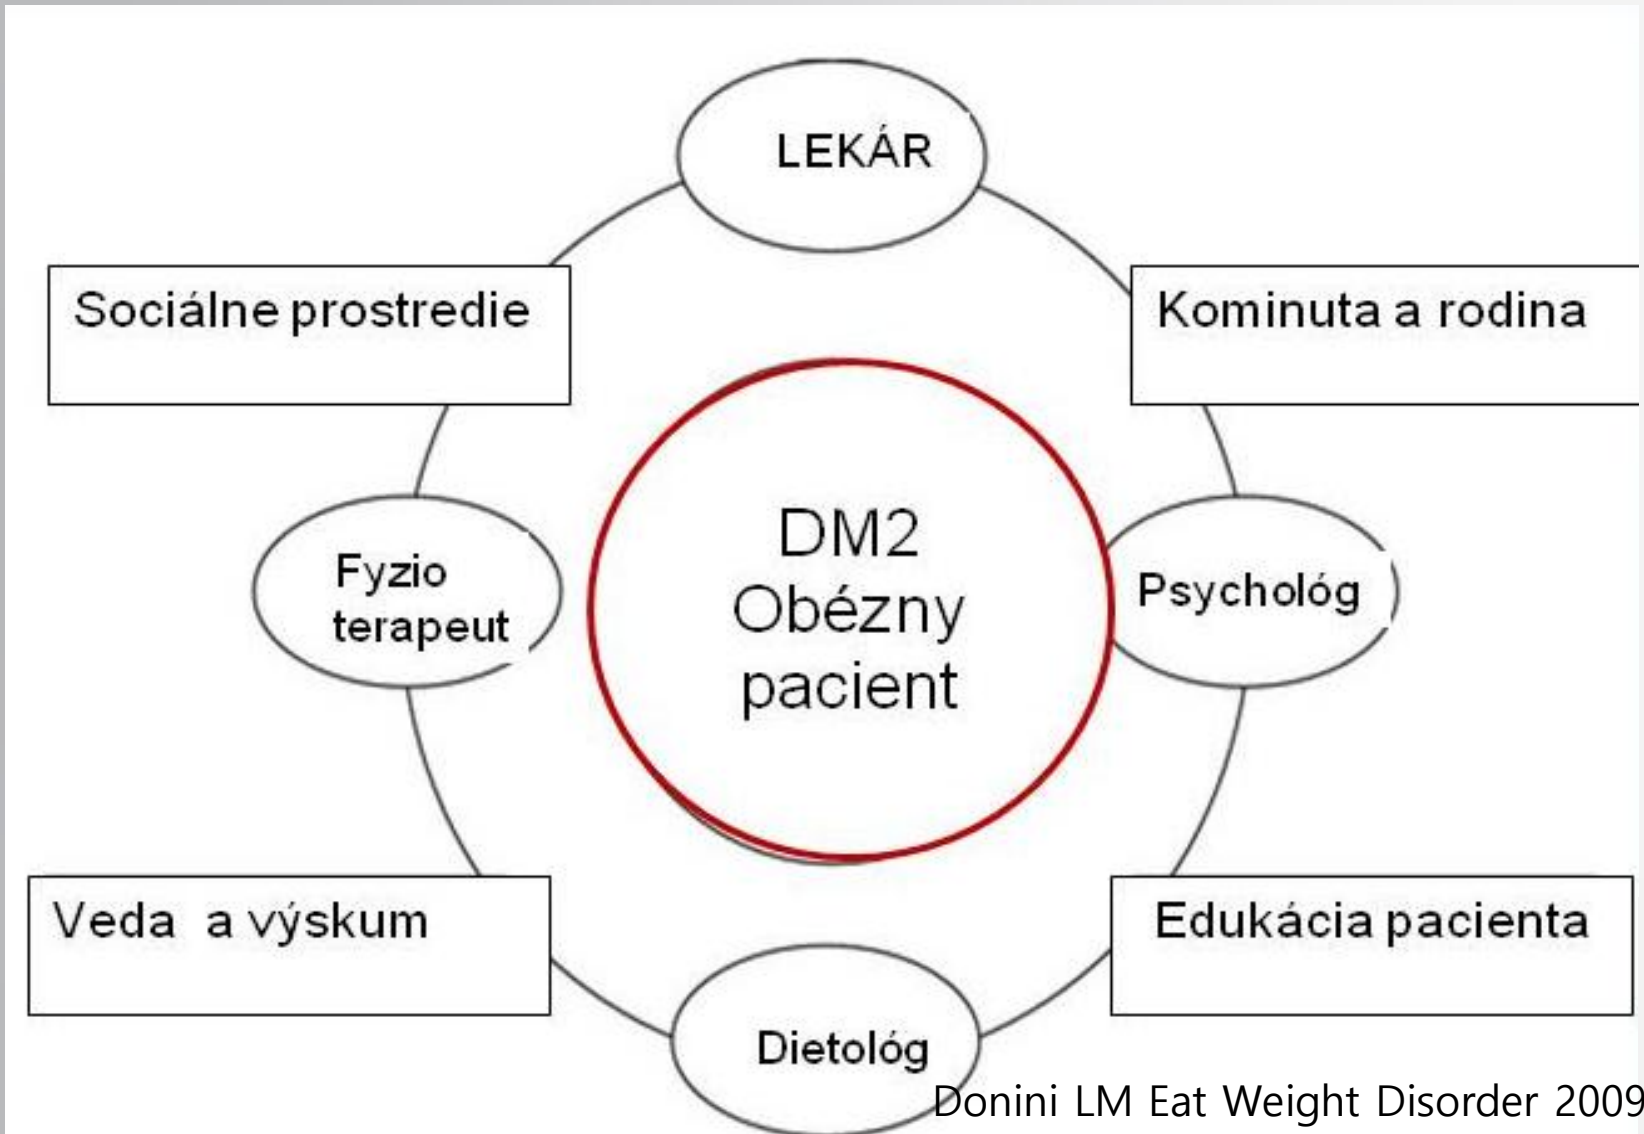 LEKÁR
Sociálne prostredie
Kominuta a rodina
DM2
Obézny
pacient
Fyzio
terapeut
Psychológ
Veda a výskum
Edukácia pacienta
Dietológ
Donini LM Eat Weight Disorder 2009